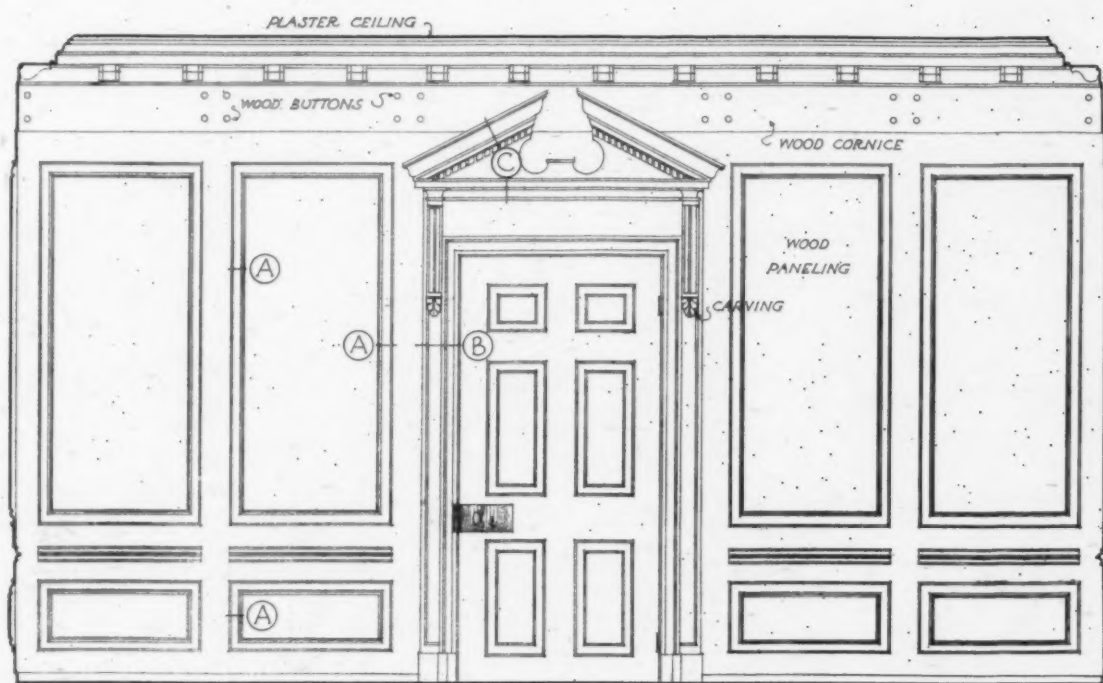 PLASTER CEILING
WOOD BUTTONS
WOOD CORNICE
C
WOOD
PANELING
A
CARVING
A
B
A